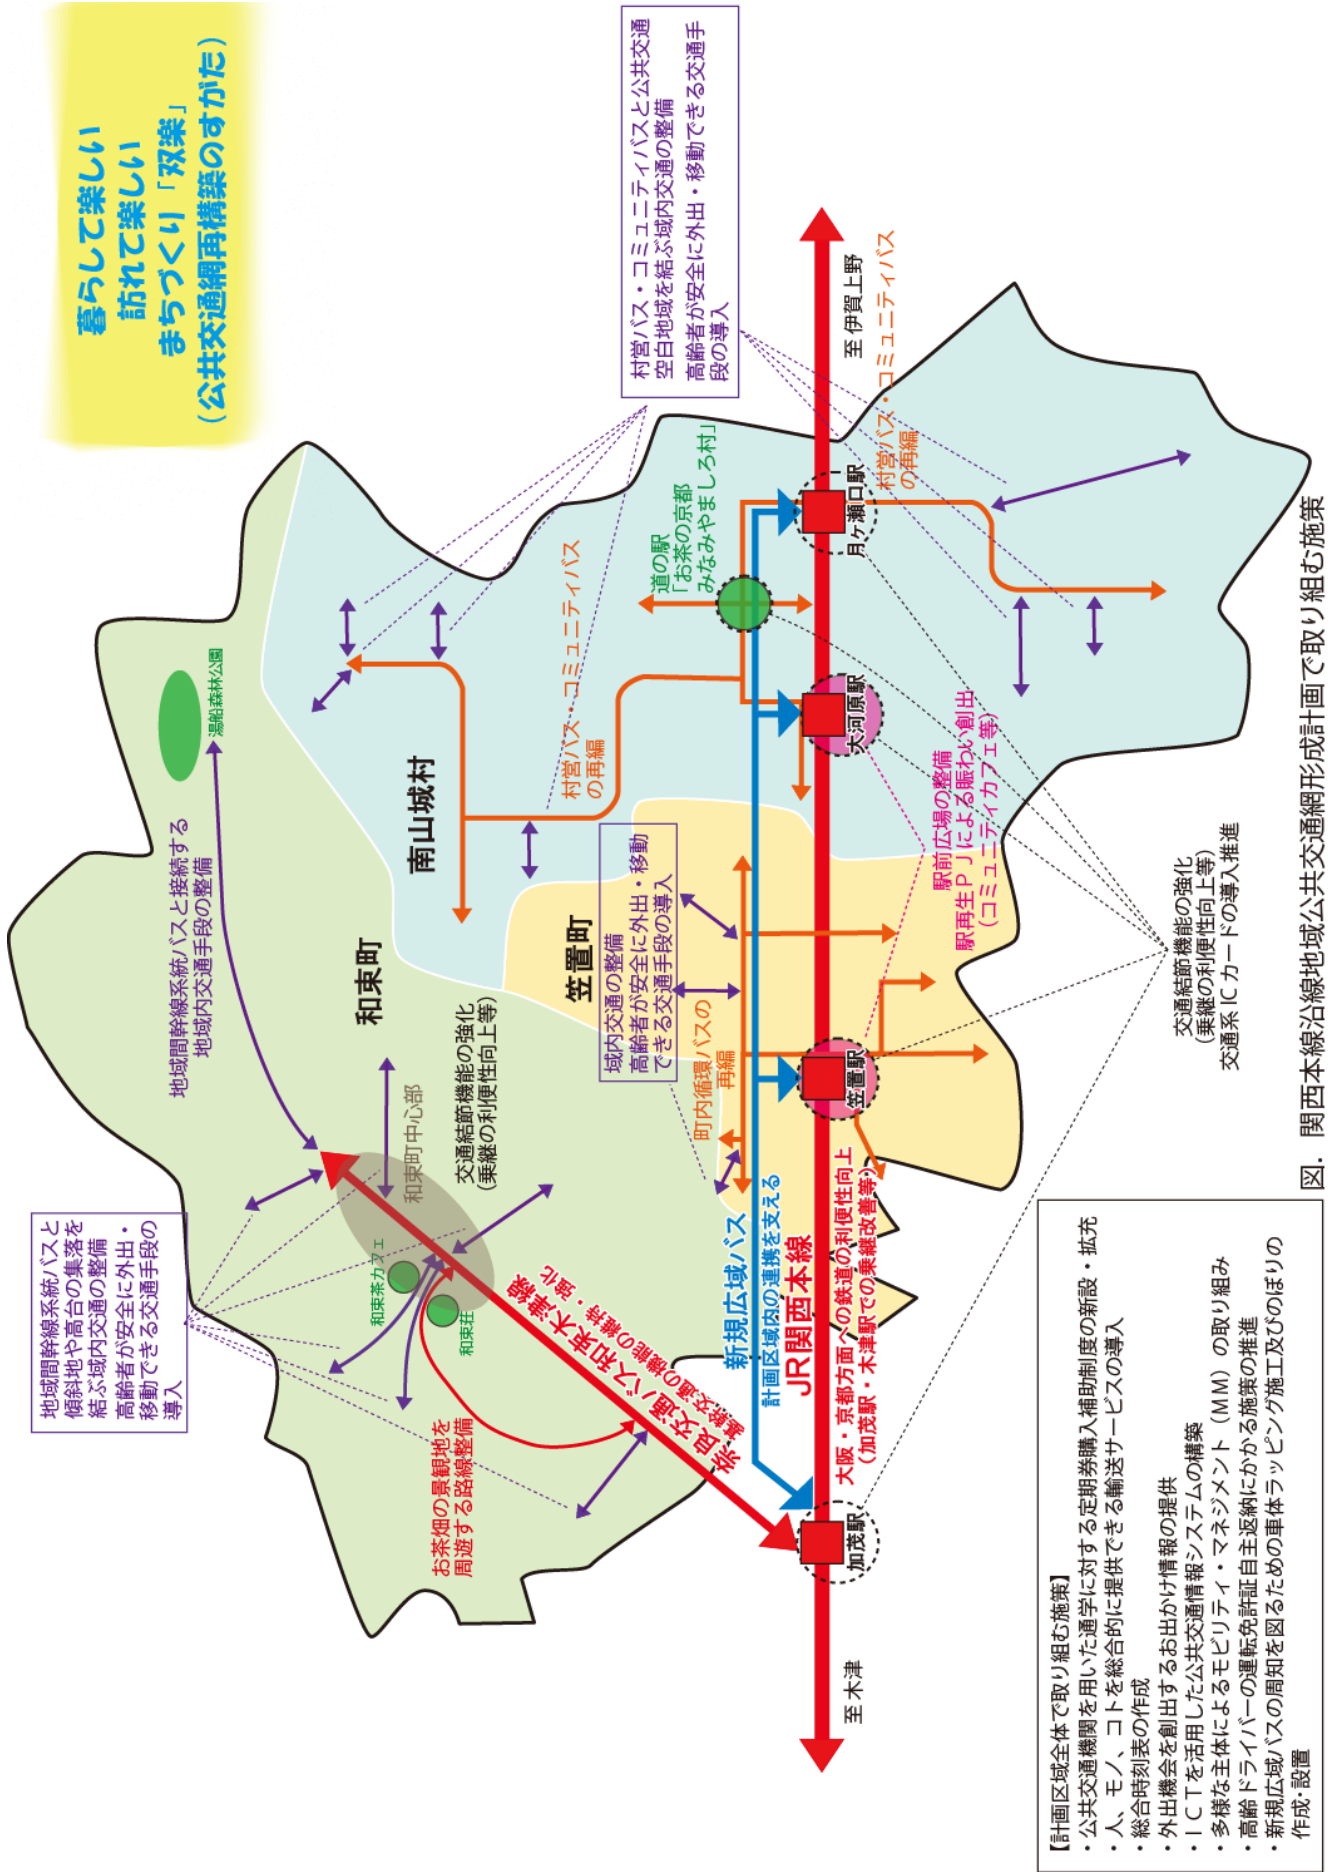 暮らして楽しい
訪れて楽しい
まちづくり「双楽」
(公共交通網再構築のすがた)
地域間幹線系統バスと
傾斜地や高台の集落を
結ぶ域内交通の整備
高齢者が安全に外出・
移動できる交通手段の
導入
地域間幹線系統バスと接続する
地域内交通手段の整備
湯船森林公園
和束町
和束町中心部
交通結節機能の強化
(乗継の利便性向上等)
和束茶カフェ
和束荘
お茶畑の景観地を
周遊する路線整備
奈良交通バス和束木津線
基幹交通の機能の維持・強化
南山城村
村営バス・コミュニティバス
の再編
村営バス・コミュニティバスと公共交通
空白地域を結ぶ域内交通の整備
高齢者が安全に外出・移動できる交通手
段の導入
道の駅
「お茶の京都
みなみやましろ村」
笠置町
域内交通の整備
高齢者が安全に外出・移動
できる交通手段の導入
町内循環バスの
再編
新規広域バス
計画区域内の連携を支える
JR関西本線
大阪・京都方面への鉄道の利便性向上
(加茂駅・木津駅での乗継改善等)
至 木津
加茂駅
笠置駅
大河原駅
月ヶ瀬口駅
至 伊賀上野
村営バス・コミュニティバス
の再編
駅前広場の整備
駅再生PJによる賑わい創出
(コミュニティカフェ等)
交通結節機能の強化
(乗継の利便性向上等)
交通系ICカードの導入推進
【計画区域全体で取り組む施策】
・公共交通機関を用いた通学に対する定期券購入補助制度の新設・拡充
・人、モノ、コトを総合的に提供できる輸送サービスの導入
・総合時刻表の作成
・外出機会を創出するお出かけ情報の提供
・ICTを活用した公共交通情報システムの構築
・多様な主体によるモビリティ・マネジメント(MM)の取り組み
・高齢ドライバーの運転免許証自主返納にかかる施策の推進
・新規広域バスの周知を図るための車体ラッピング施工及びのぼりの
作成・設置
図. 関西本線沿線地域公共交通網形成計画で取り組む施策